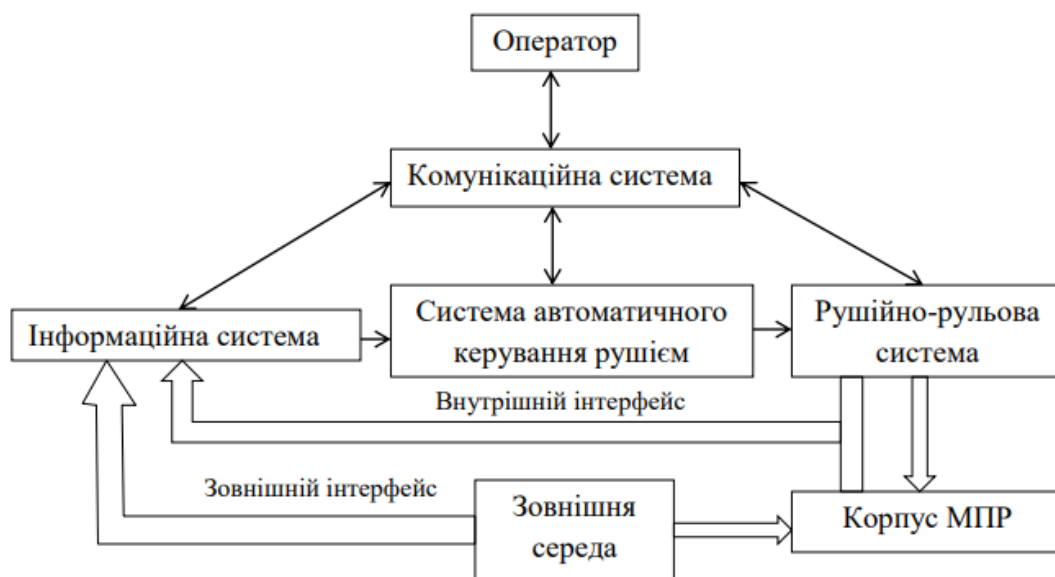 Оператор
Комунікаційна система
Інформаційна система
Система автоматичного
керування рушієм
Рушійно-рульова
система
Внутрішній інтерфейс
Зовнішній інтерфейс
Зовнішня
середа
Корпус МПР